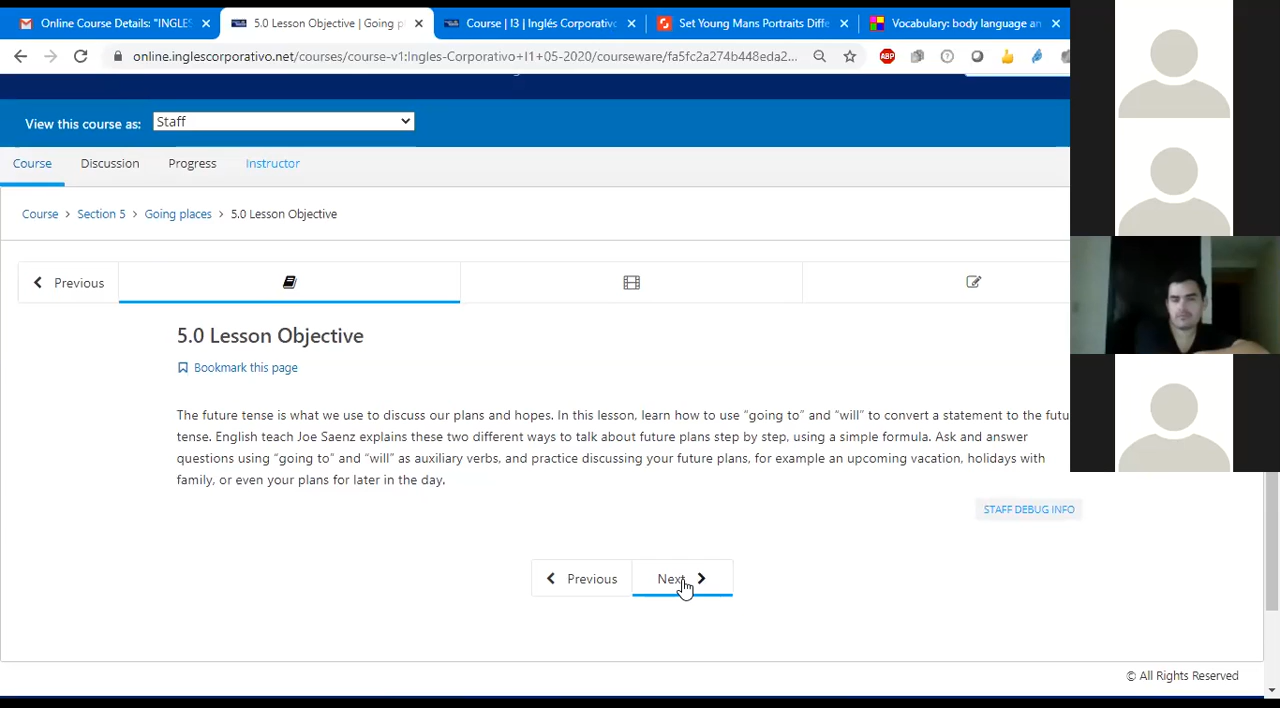 Online Course Details: "INGLES
5.0 Lesson Objective | Going p
Course | I3 | Inglés Corporativo
Set Young Mans Portraits Diffe
Vocabulary: body language an
online.inglescorporativo.net/courses/course-v1:Ingles-Corporativo+I1+05-2020/courseware/fa5fc2a274b448eda2...
ABP
View this course as: Staff
Course Discussion Progress Instructor
Course > Section 5 > Going places > 5.0 Lesson Objective
Previous
5.0 Lesson Objective
Bookmark this page
The future tense is what we use to discuss our plans and hopes. In this lesson, learn how to use “going to” and “will” to convert a statement to the futu
tense. English teach Joe Saenz explains these two different ways to talk about future plans step by step, using a simple formula. Ask and answer
questions using “going to” and “will” as auxiliary verbs, and practice discussing your future plans, for example an upcoming vacation, holidays with
family, or even your plans for later in the day.
STAFF DEBUG INFO
Previous Next
© All Rights Reserved